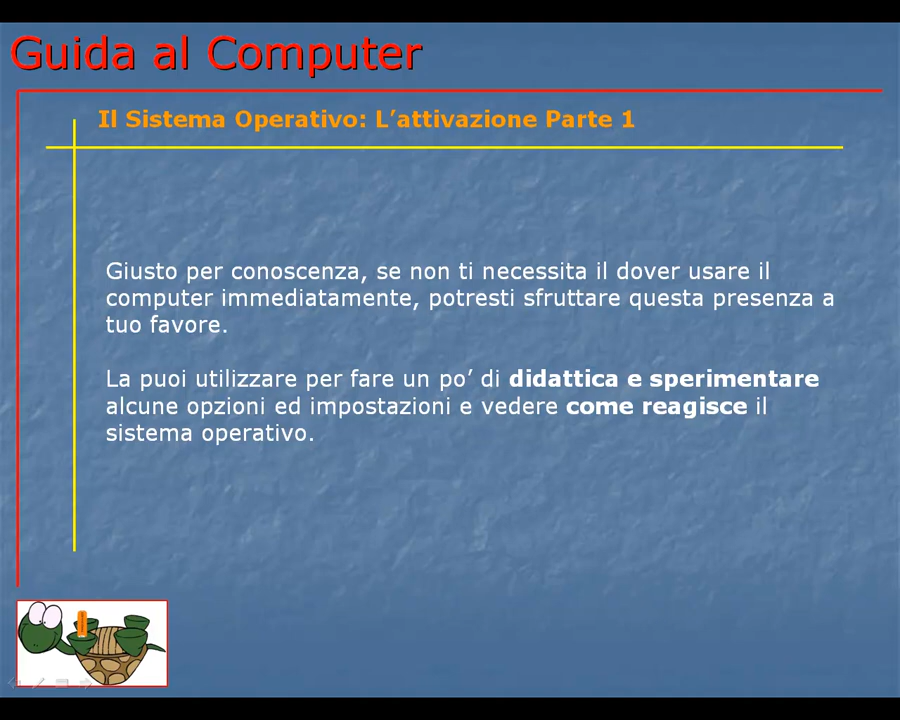 Guida al Computer
Il Sistema Operativo: L’attivazione Parte 1
Giusto per conoscenza, se non ti necessita il dover usare il
computer immediatamente, potresti sfruttare questa presenza a
tuo favore.
La puoi utilizzare per fare un po’ di didattica e sperimentare
alcune opzioni ed impostazioni e vedere come reagisce il
sistema operativo.